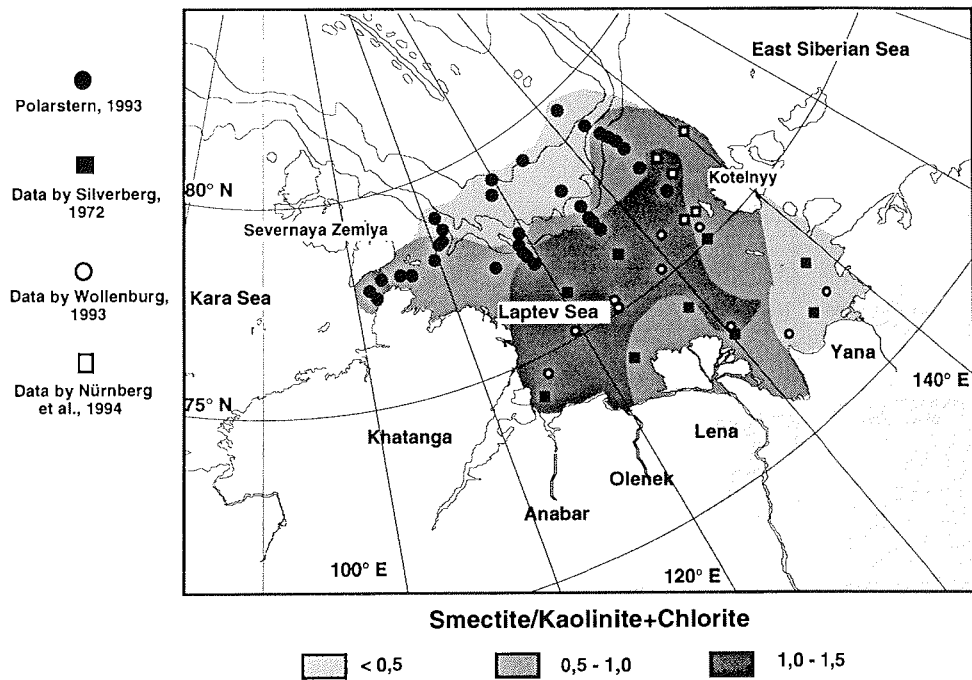 Polarstern, 1993
Data by Silverberg,
1972
Data by Wollenburg,
1993
Data by Nürnberg
et al., 1994
East Siberian Sea
80° N
Kotelnyy
Severnaya Zemlya
Kara Sea
Laptev Sea
Yana
75° N
140° E
Khatanga
Lena
Olenek
Anabar
100° E
120° E
Smectite/Kaolinite+Chlorite
< 0,5
0,5 - 1,0
1,0 - 1,5